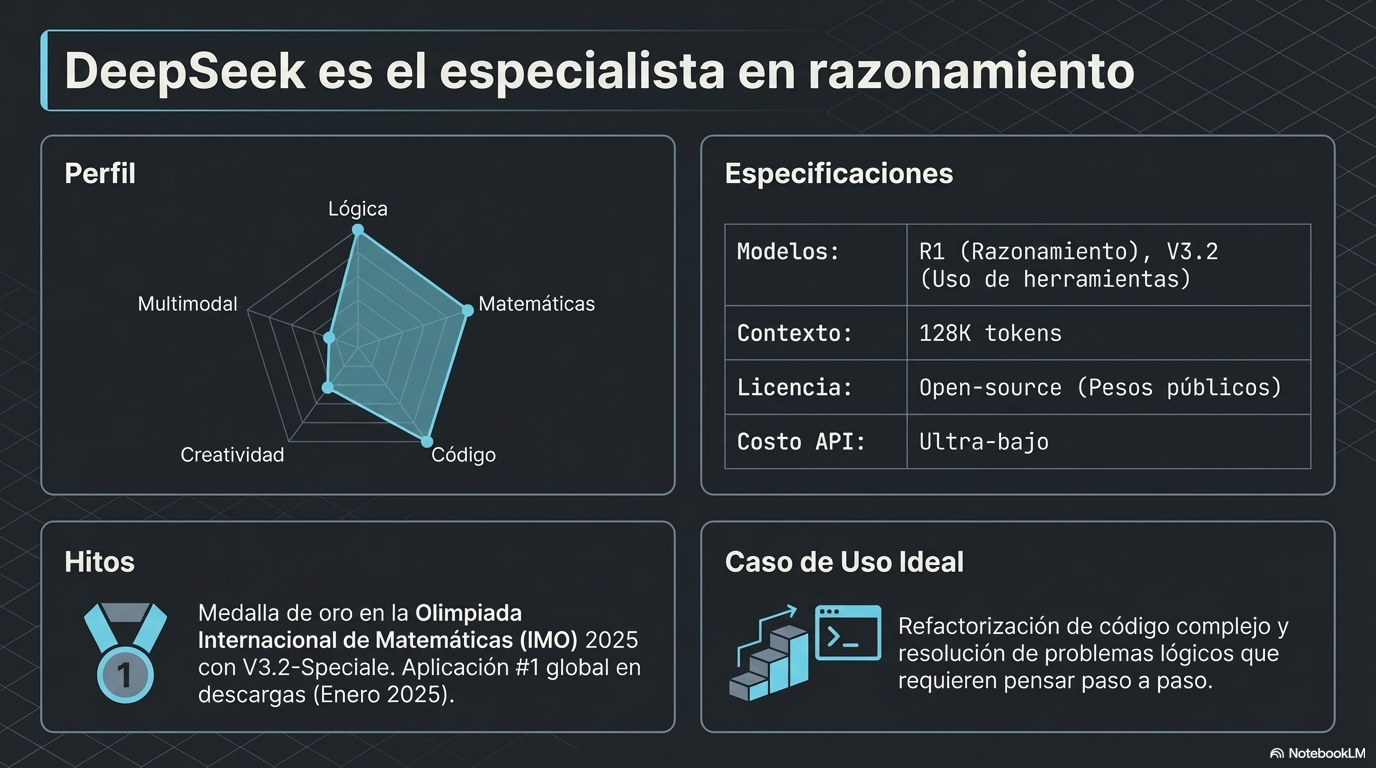 DeepSeek es el especialista en razonamiento
Perfil
Lógica
Multimodal
Matemáticas
Creatividad
Código
Especificaciones
Modelos:
R1 (Razonamiento), V3.2
(Uso de herramientas)
Contexto:
128K tokens
Licencia:
Open-source (Pesos públicos)
Costo API:
Ultra-bajo
Hitos
1
Medalla de oro en la Olimpiada
Internacional de Matemáticas (IMO) 2025
con V3.2-Speciale. Aplicación #1 global en
descargas (Enero 2025).
Caso de Uso Ideal
>_
Refactorización de código complejo y
resolución de problemas lógicos que
requieren pensar paso a paso.
NotebookLM